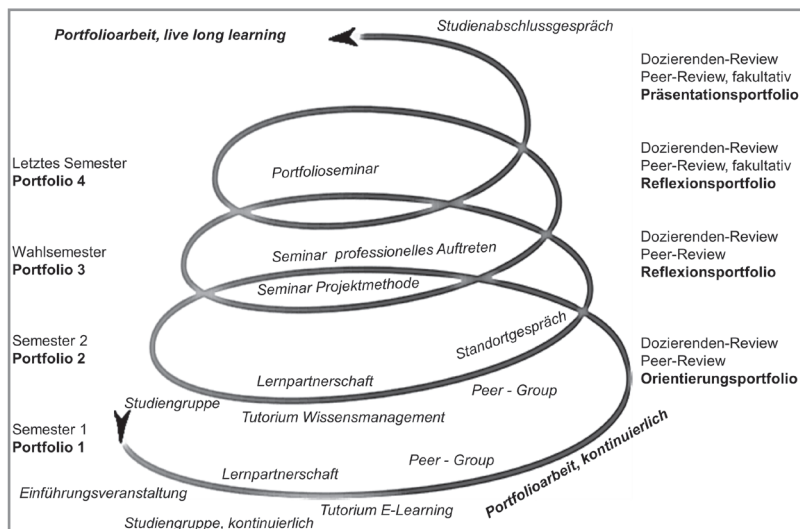 Studienabschlussgespräch
Portfolioarbeit, live long learning
Dozierenden-Review
Peer-Review, fakultativ
Präsentationsportfolio
Letztes Semester
Portfolio 4
Portfolioseminar
Dozierenden-Review
Peer-Review, fakultativ
Reflexionsportfolio
Wahlsemester
Portfolio 3
Seminar professionelles Auftreten
Seminar Projektmethode
Dozierenden-Review
Peer-Review
Reflexionsportfolio
Semester 2
Portfolio 2
Standortgespräch
Lernpartnerschaft
Peer - Group
Studiengruppe
Tutorium Wissensmanagement
Dozierenden-Review
Peer-Review
Orientierungsportfolio
Semester 1
Portfolio 1
Lernpartnerschaft
Peer - Group
Portfolioarbeit, kontinuierlich
Einführungsveranstaltung
Tutorium E-Learning
Studiengruppe, kontinuierlich